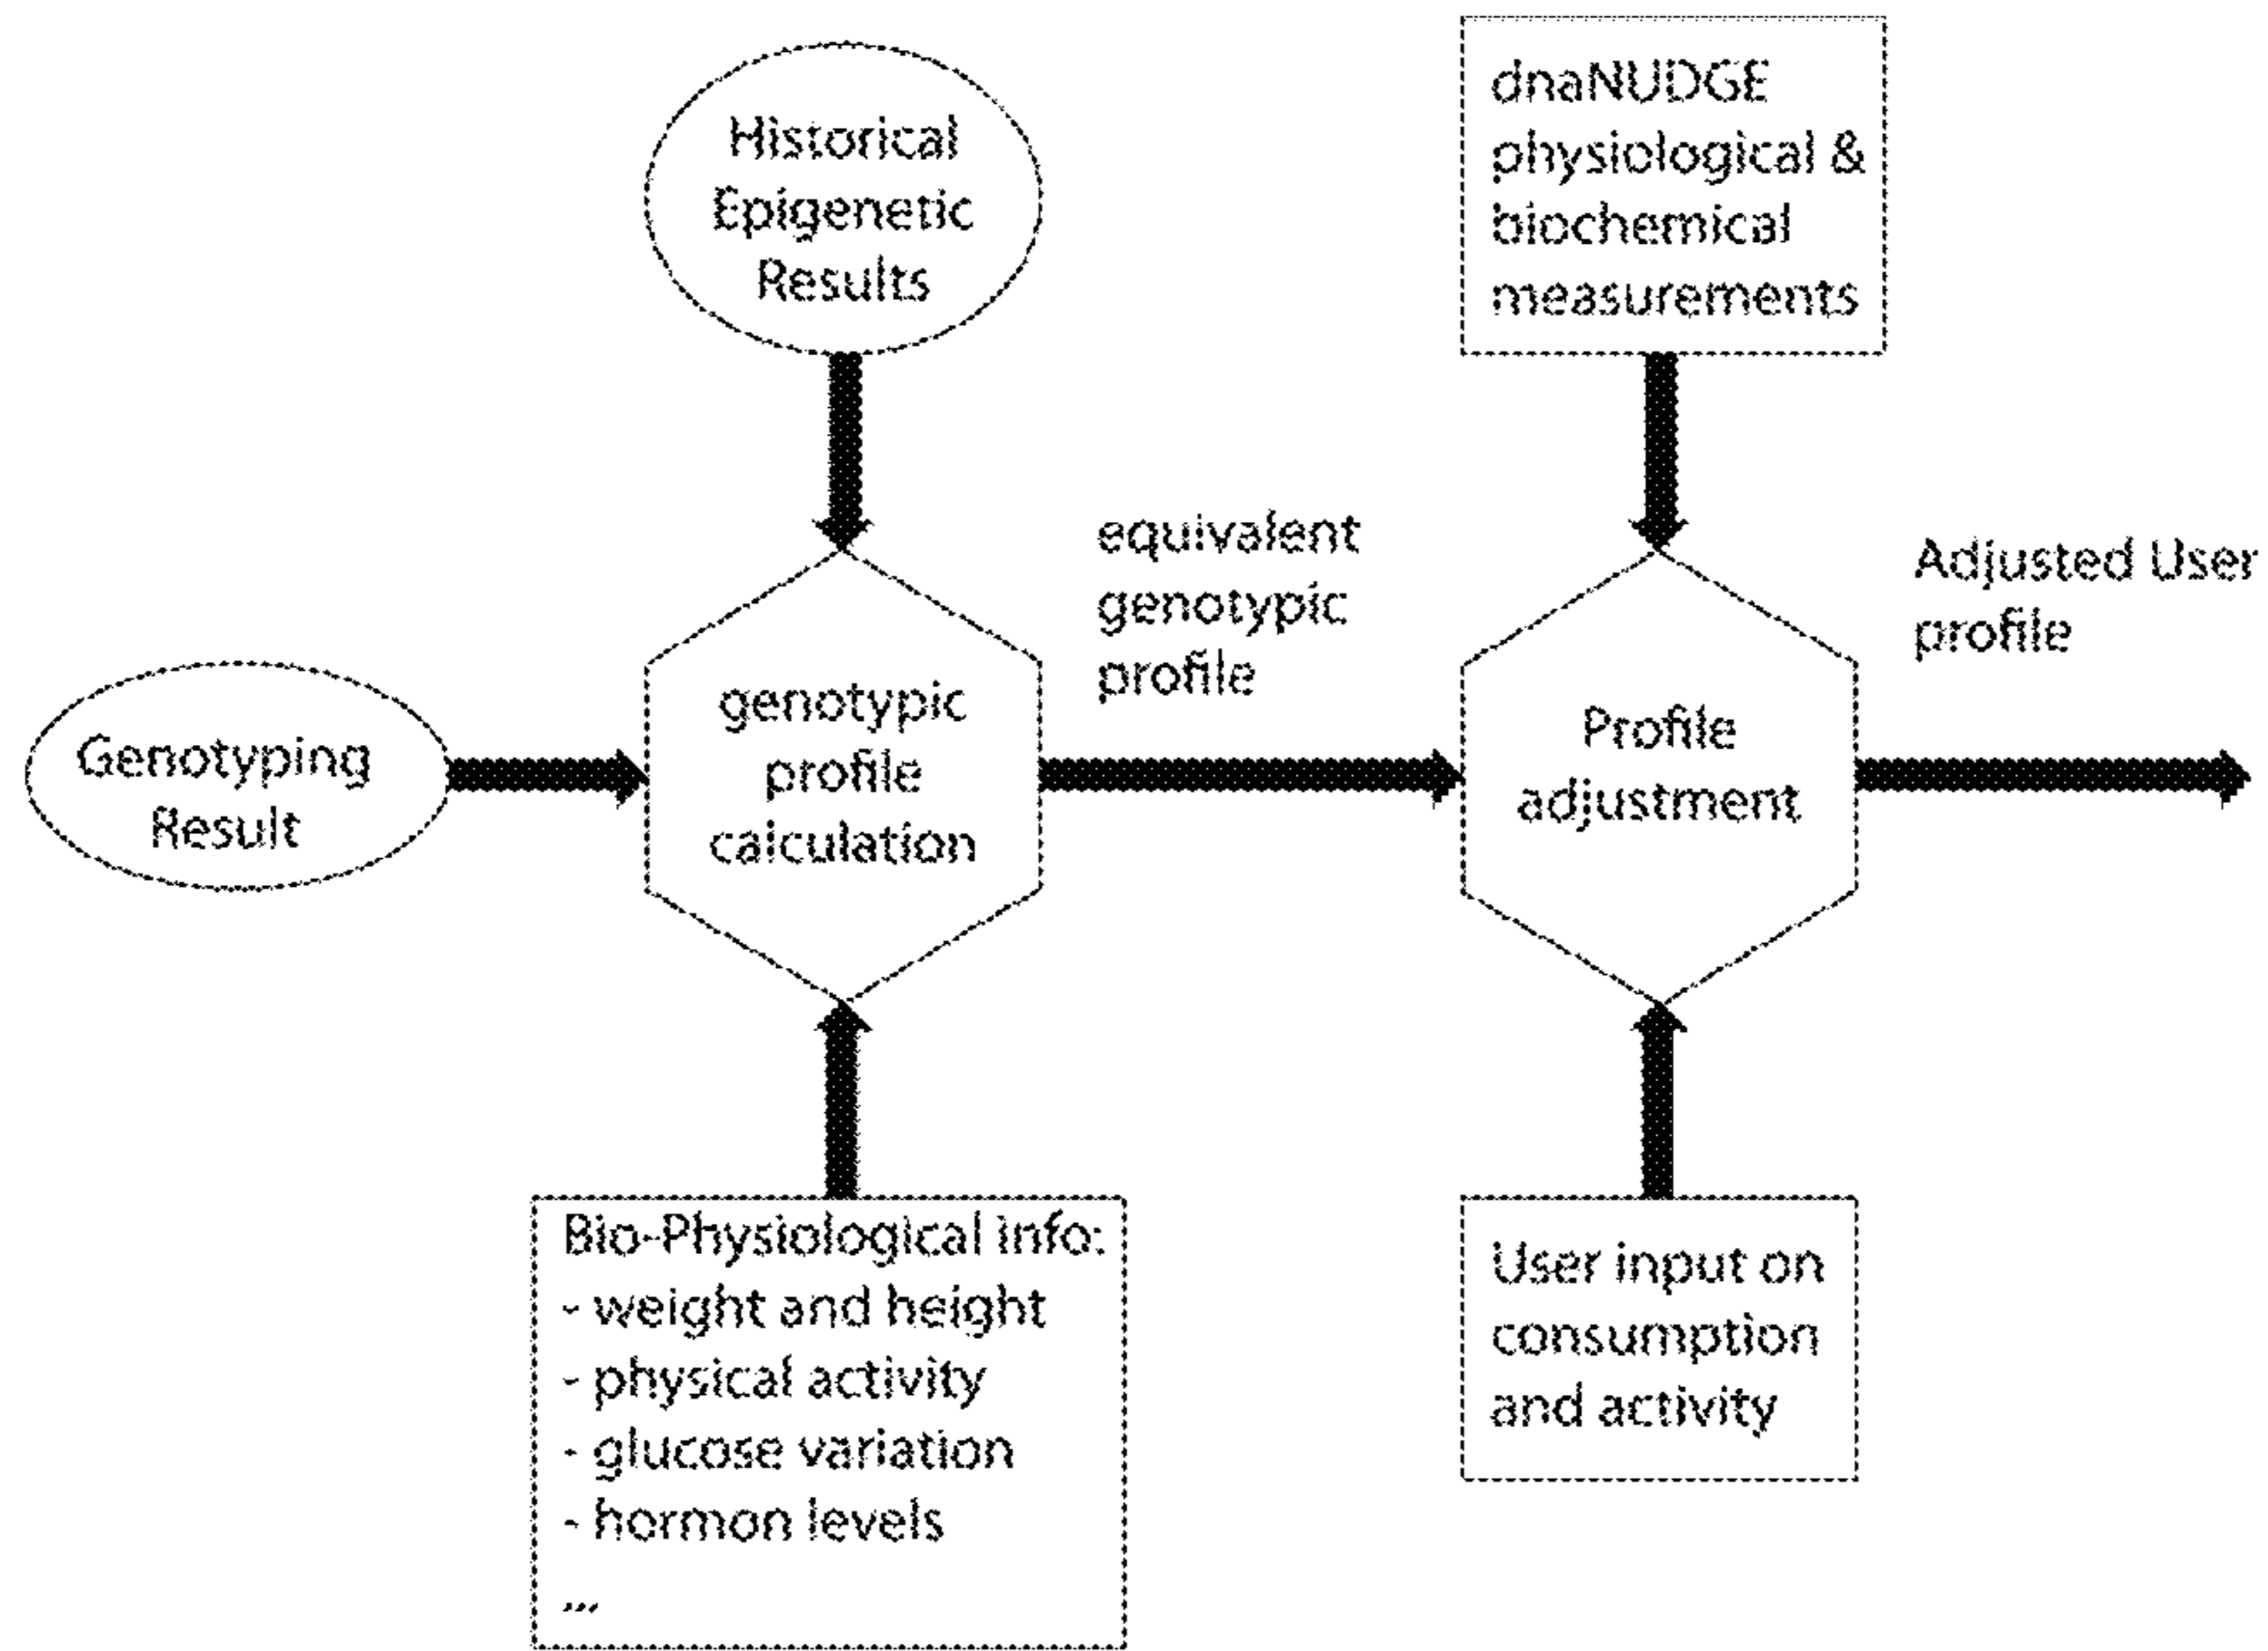 Historical
Epigenetic
Results
dnaNUDGE
physiological &
biochemical
measurements
equivalent
genotypic
profile
Adjusted User
profile
Genotyping
Result
genotypic
profile
calculation
Profile
adjustment
Bio-Physiological info:
- weight and height
- physical activity
- glucose variation
- hormon levels
...
User input on
consumption
and activity